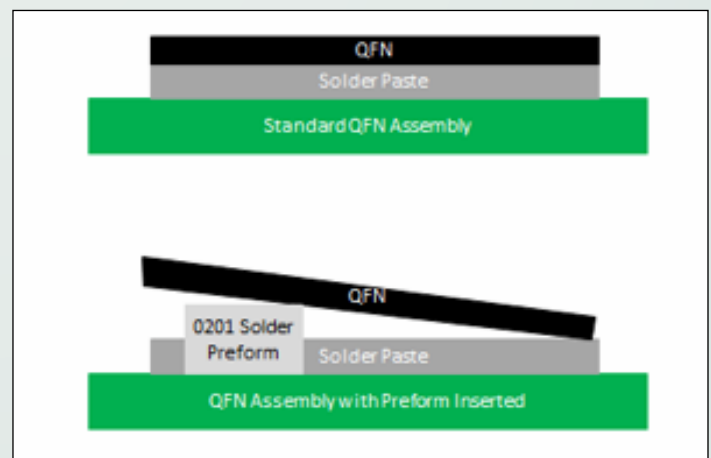 QFN
Solder Paste
Standard QFN Assembly
QFN
0201 Solder
Preform
Solder Paste
QFN Assembly with Preform Inserted